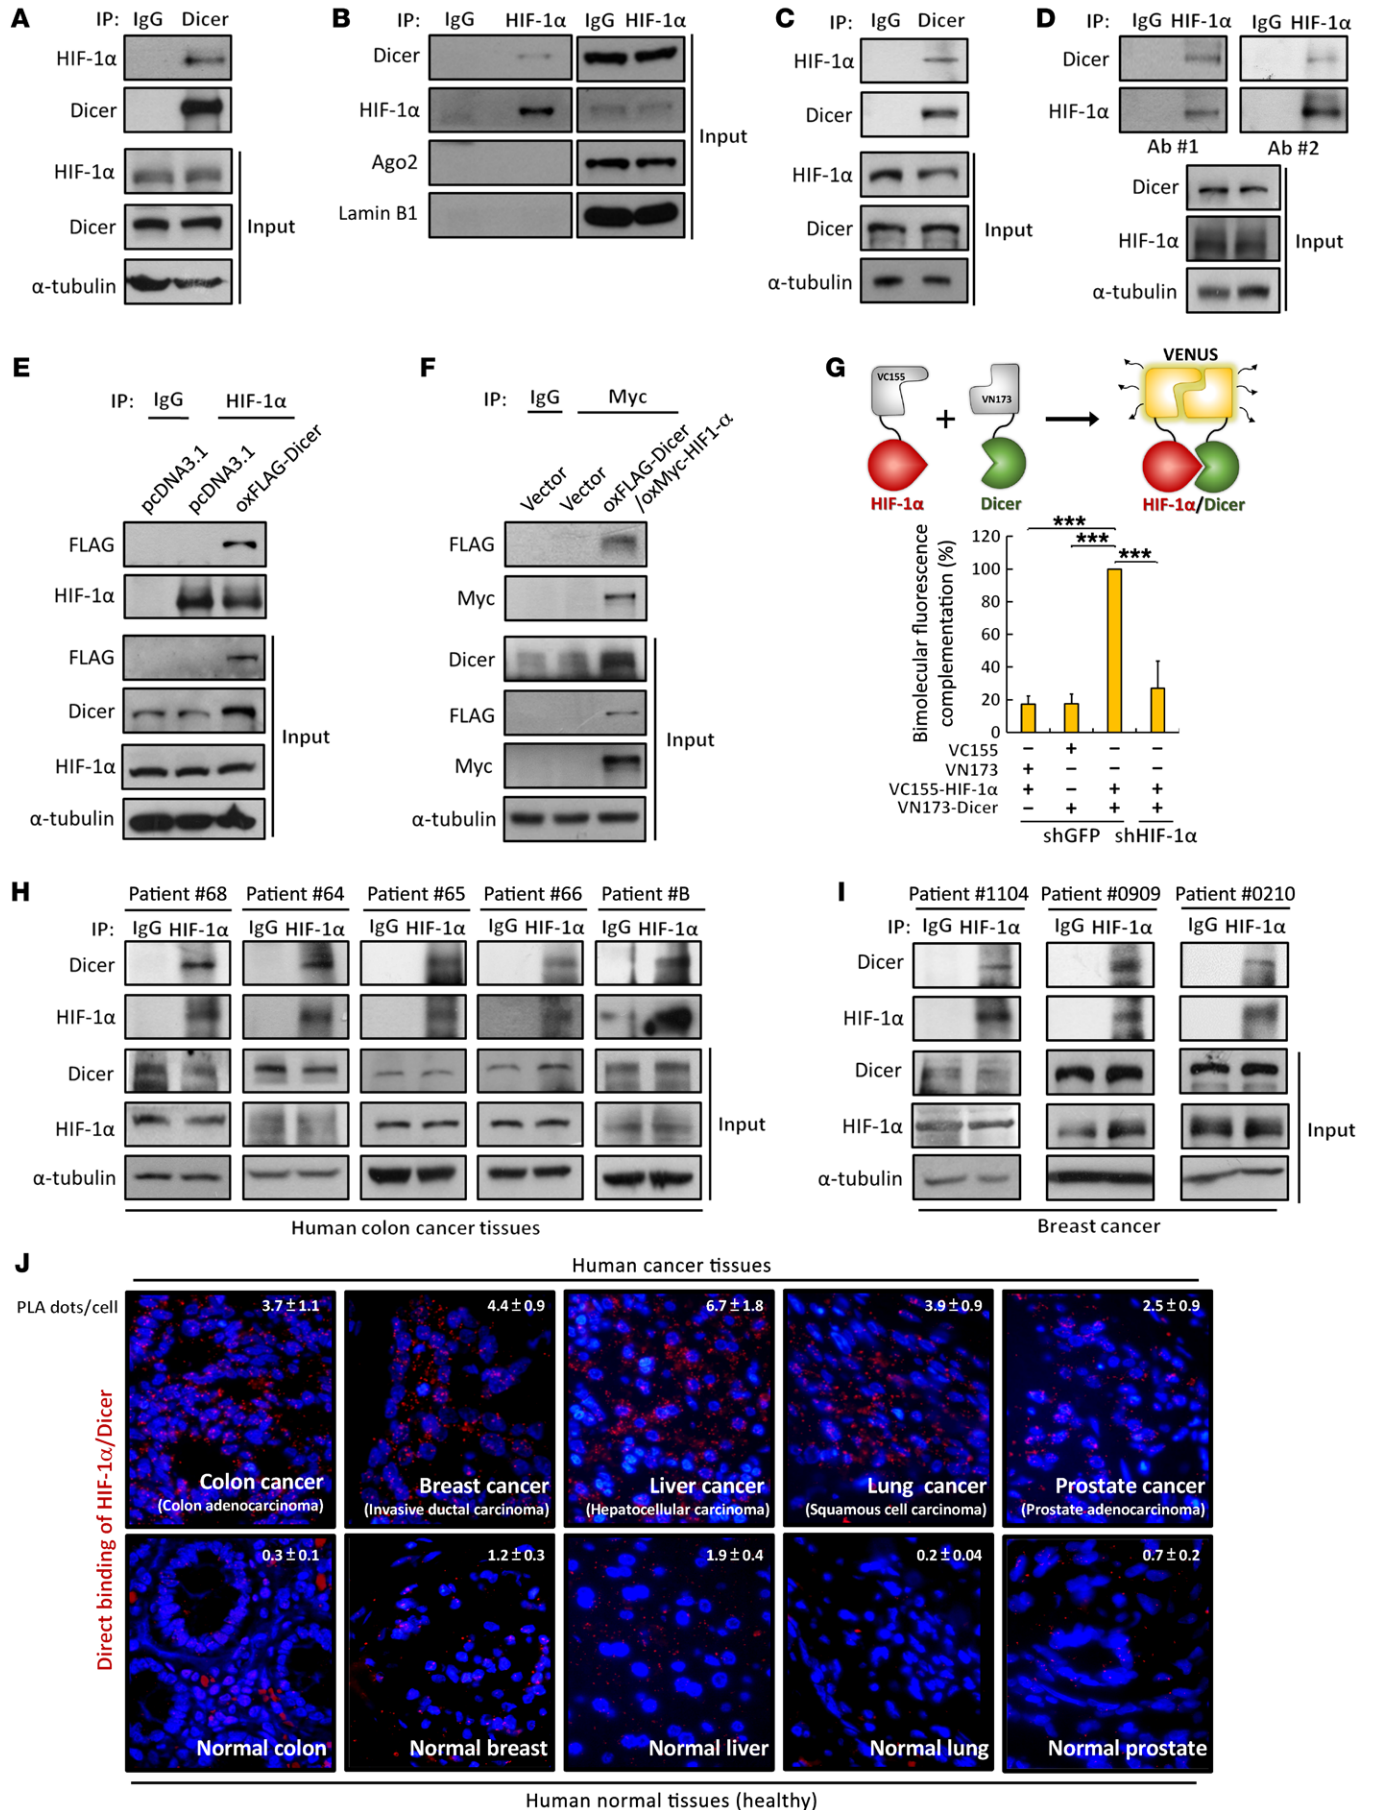 A
IP: IgG Dicer
HIF-1α
Dicer
HIF-1α
Dicer
α-tubulin
Input
B
IP: IgG HIF-1α IgG HIF-1α
Dicer
HIF-1α
Ago2
Lamin B1
Input
C
IP: IgG Dicer
HIF-1α
Dicer
HIF-1α
Dicer
α-tubulin
Input
D
IP: IgG HIF-1α IgG HIF-1α
Dicer
HIF-1α
Ab #1 Ab #2
Dicer
HIF-1α
α-tubulin
Input
E
IP: IgG HIF-1α
pcDNA3.1
pcDNA3.1
oxFLAG-Dicer
FLAG
HIF-1α
FLAG
Dicer
HIF-1α
α-tubulin
Input
F
IP: IgG Myc
Vector
Vector
oxFLAG-Dicer
/oxMyc-HIF1-α
FLAG
Myc
Dicer
FLAG
Myc
α-tubulin
Input
G
VC155
+
VN173
VENUS
HIF-1α
Dicer
HIF-1α/Dicer
Bimolecular fluorescence
complementation (%)
120
100
80
60
40
20
0
***
***
***
VC155 − + − −
VN173 + − − −
VC155-HIF-1α + − + +
VN173-Dicer − + + +
shGFP shHIF-1α
H
Patient #68 Patient #64 Patient #65 Patient #66 Patient #B
IP: IgG HIF-1α IgG HIF-1α IgG HIF-1α IgG HIF-1α IgG HIF-1α
Dicer
HIF-1α
Dicer
HIF-1α
α-tubulin
Input
Human colon cancer tissues
I
Patient #1104 Patient #0909 Patient #0210
IP: IgG HIF-1α IgG HIF-1α IgG HIF-1α
Dicer
HIF-1α
Dicer
HIF-1α
α-tubulin
Input
Breast cancer
J
Human cancer tissues
PLA dots/cell
Direct binding of HIF-1α/Dicer
3.7±1.1
Colon cancer
(Colon adenocarcinoma)
4.4±0.9
Breast cancer
(Invasive ductal carcinoma)
6.7±1.8
Liver cancer
(Hepatocellular carcinoma)
3.9±0.9
Lung cancer
(Squamous cell carcinoma)
2.5±0.9
Prostate cancer
(Prostate adenocarcinoma)
0.3±0.1
Normal colon
1.2±0.3
Normal breast
1.9±0.4
Normal liver
0.2±0.04
Normal lung
0.7±0.2
Normal prostate
Human normal tissues (healthy)